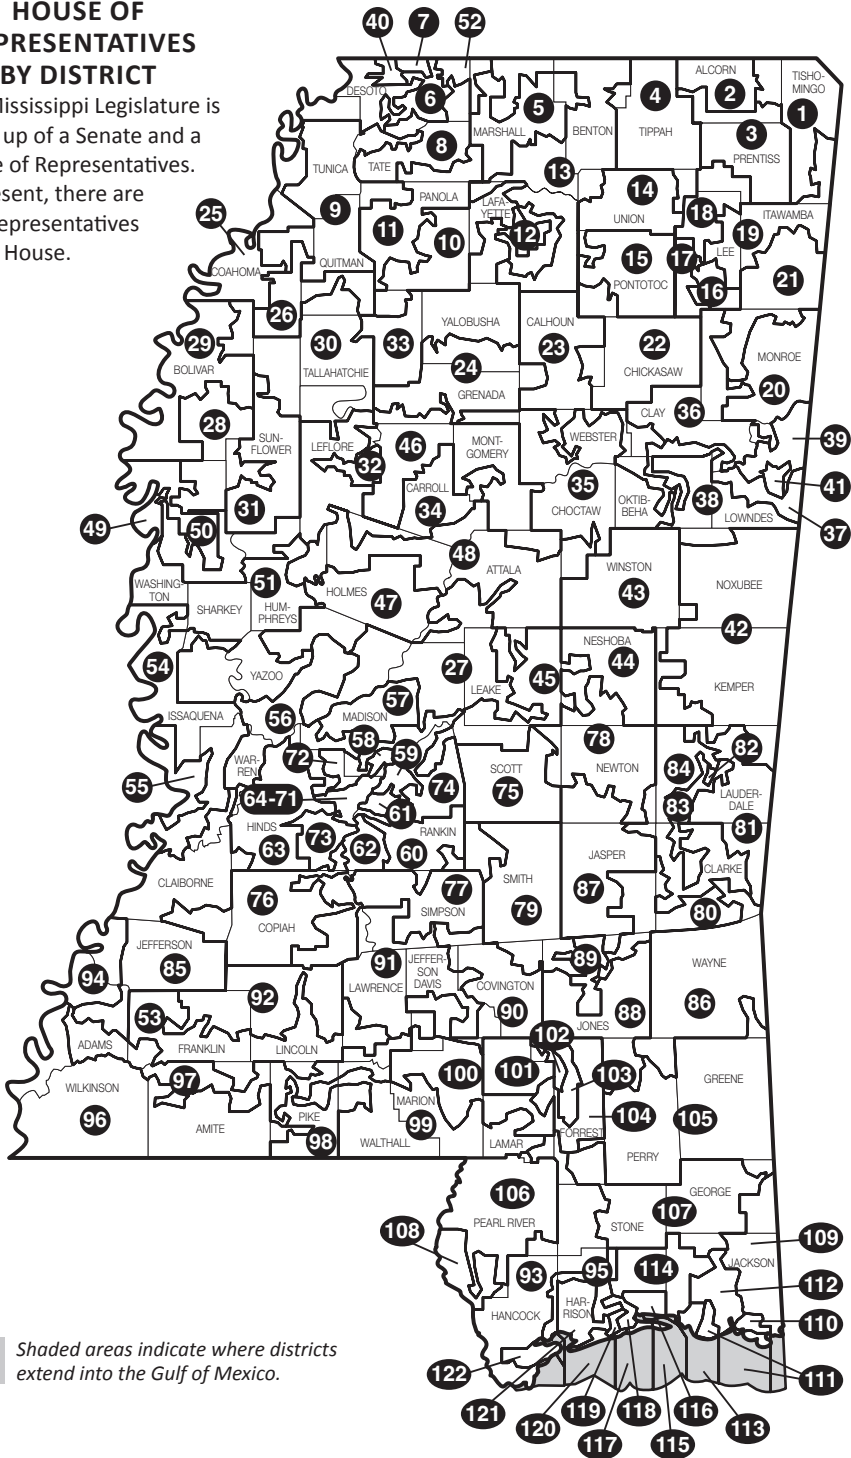 HOUSE OF
PRESENTATIVES
BY DISTRICT
ississippi Legislature is
up of a Senate and a
e of Representatives.
esent, there are
epresentatives
House.
40
7
52
DESOTO
6
MARSHALL
5
BENTON
4
TIPPAH
ALCORN
2
TISHO-
MINGO
1
3
PRENTISS
TUNICA
TATE
8
13
9
PANOLA
LAFA-
YETTE
14
UNION
18
ITAWAMBA
25
11
10
12
19
LEE
COAHOMA
QUITMAN
15
PONTOTOC
17
16
21
26
29
BOLIVAR
30
TALLAHATCHIE
33
YALOBUSHA
CALHOUN
23
22
CHICKASAW
MONROE
24
GRENADA
20
28
CLAY
36
SUN-
FLOWER
LEFLORE
46
MONT-
GOMERY
WEBSTER
39
32
CARROLL
35
41
31
34
CHOCTAW
OKTIB-
BEHA
38
LOWNDES
49
50
37
48
WASHING-
TON
51
HOLMES
ATTALA
WINSTON
43
NOXUBEE
SHARKEY
HUM-
PHREYS
47
42
54
YAZOO
27
LEAKE
45
NESHOBA
44
KEMPER
57
ISSAQUENA
56
MADISON
58
78
82
WAR-
REN
72
59
SCOTT
75
NEWTON
84
55
64-71
74
LAUDER-
DALE
83
61
HINDS
63
73
62
RANKIN
60
81
JASPER
CLARKE
CLAIBORNE
76
COPIAH
77
SIMPSON
SMITH
79
87
80
JEFFERSON
85
94
91
LAWRENCE
JEFFER-
SON
DAVIS
89
WAYNE
COVINGTON
90
86
53
92
88
JONES
ADAMS
FRANKLIN
LINCOLN
102
97
100
101
103
GREENE
WILKINSON
96
MARION
104
105
AMITE
PIKE
99
FORREST
98
WALTHALL
LAMAR
PERRY
106
PEARL RIVER
GEORGE
107
STONE
108
109
93
95
114
JACKSON
112
HANCOCK
HAR-
RISON
110
Shaded areas indicate where districts
extend into the Gulf of Mexico.
122
111
121
119
118
116
120
117
115
113